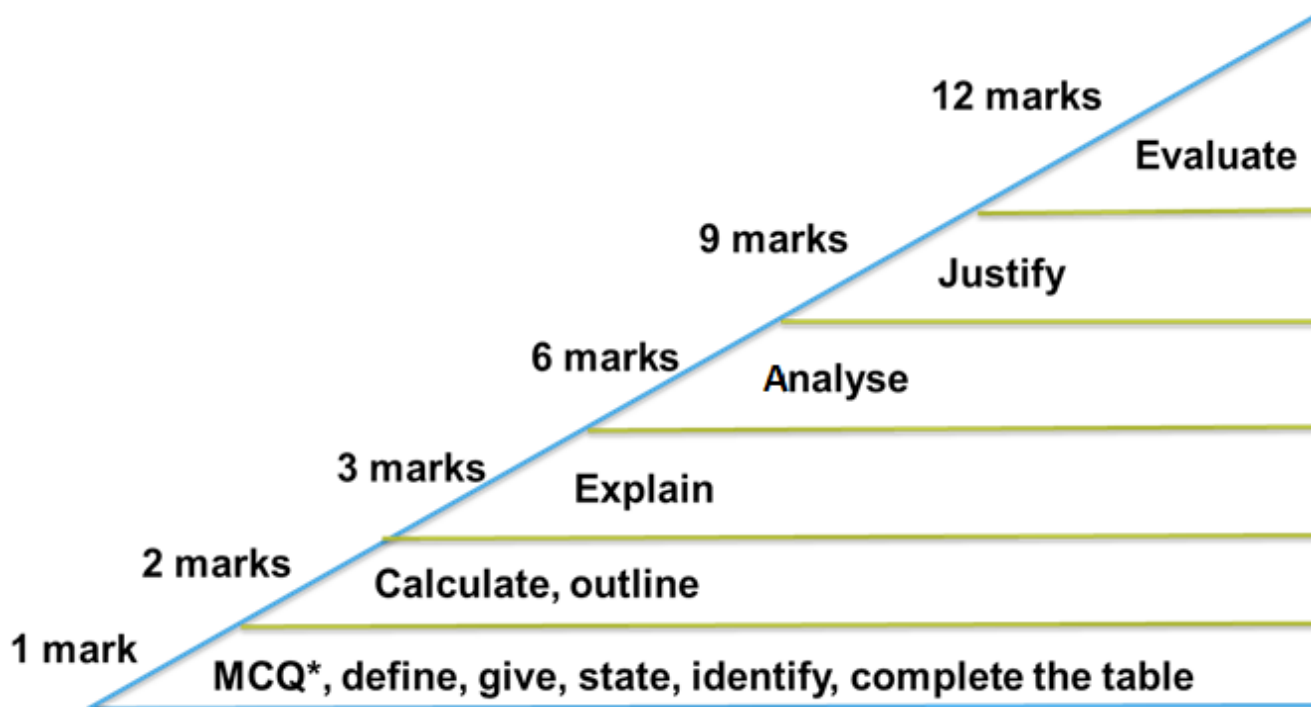 12 marks
Evaluate
9 marks
Justify
6 marks
Analyse
3 marks
Explain
2 marks
Calculate, outline
1 mark
MCQ*, define, give, state, identify, complete the table